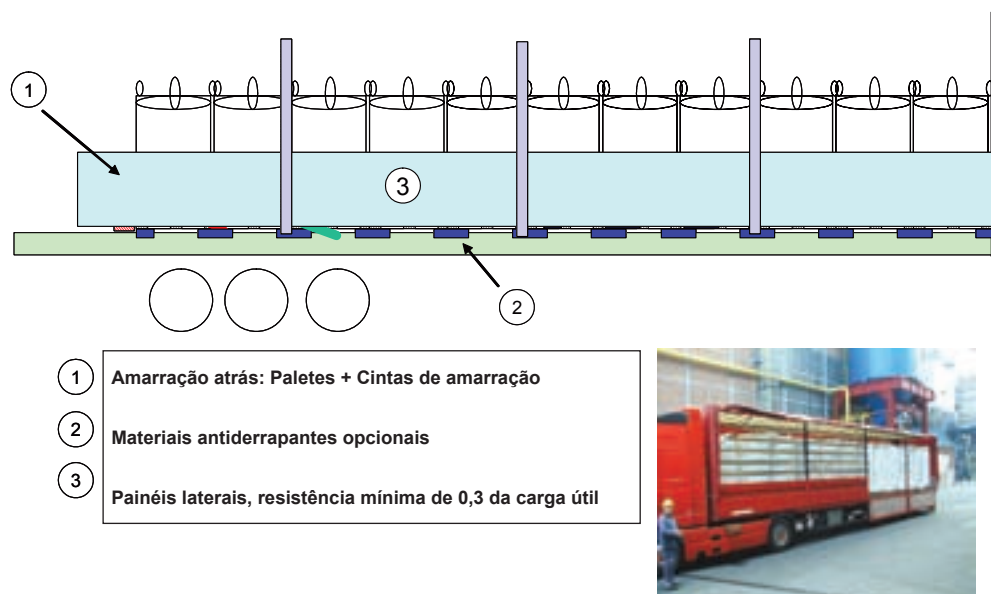 1
3
2
1 Amarração atrás: Paletes + Cintas de amarração
2 Materiais antiderrapantes opcionais
3 Painéis laterais, resistência mínima de 0,3 da carga útil